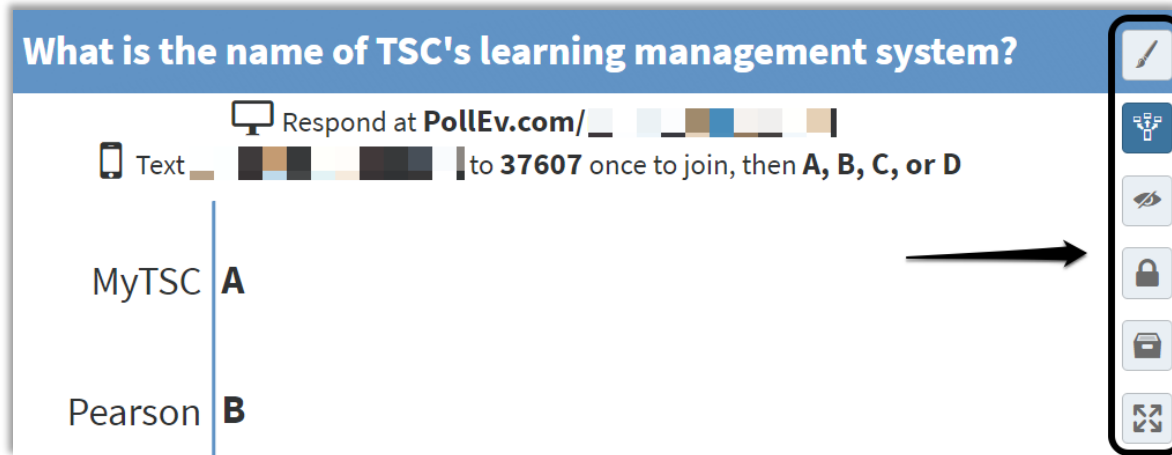 What is the name of TSC's learning management system?
Respond at PollEv.com/
Text to 37607 once to join, then A, B, C, or D
MyTSC A
Pearson B